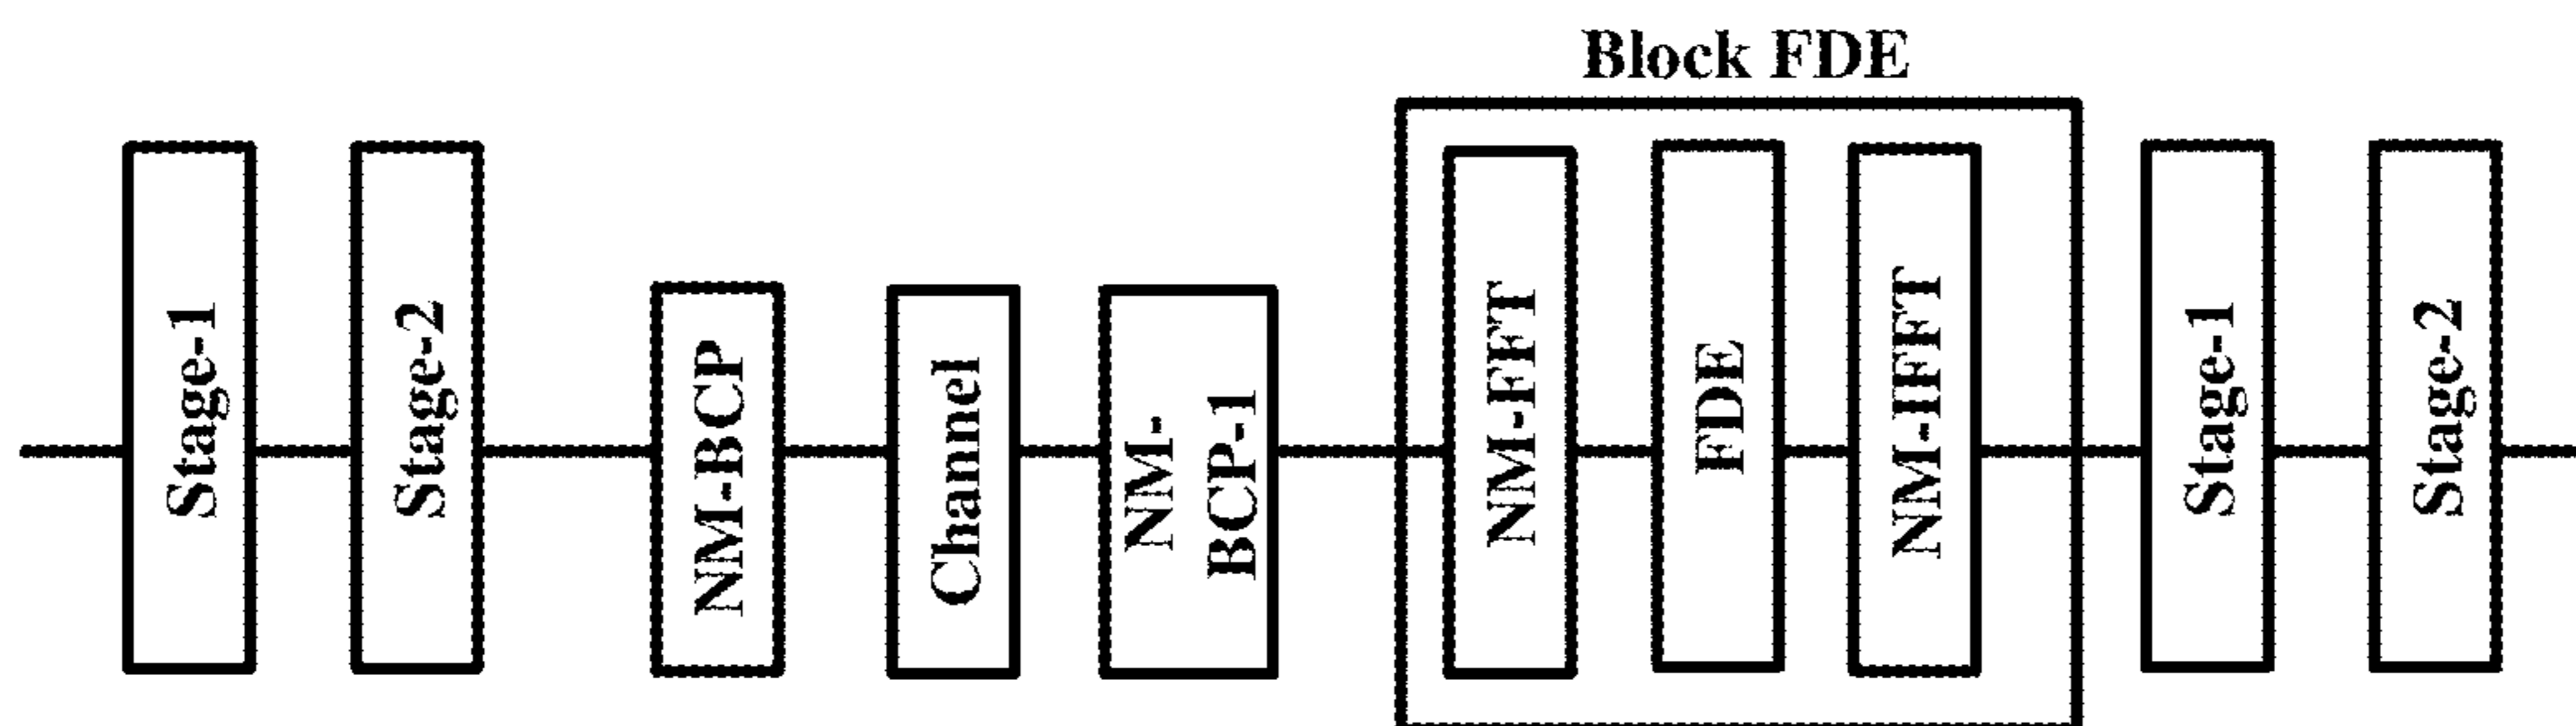 Block FDE
Stage-1
Stage-2
NM-BCP
Channel
NM-
BCP-1
NM-FFT
FDE
NM-IFFT
Stage-1
Stage-2